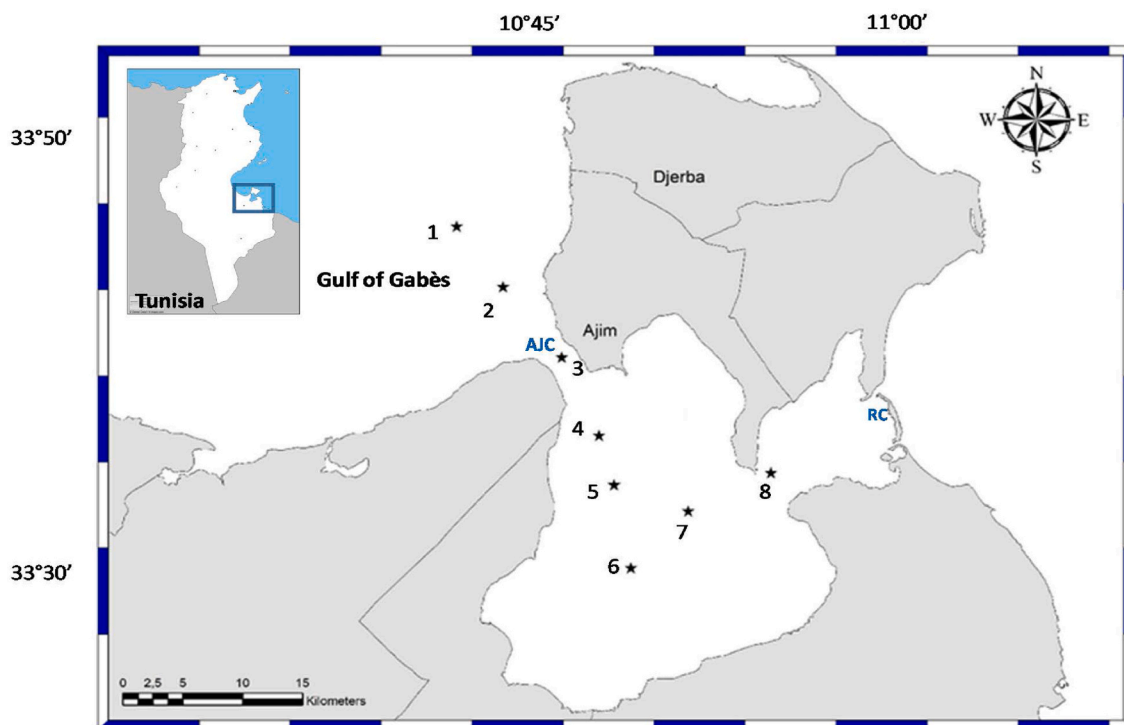 10°45′ 11°00′
33°50′
33°30′
Tunisia
Gulf of Gabès
Djerba
Ajim
AJC
RC
1
2
3
4
5
6
7
8
N
W E
S
0 2,5 5 10 15
Kilometers